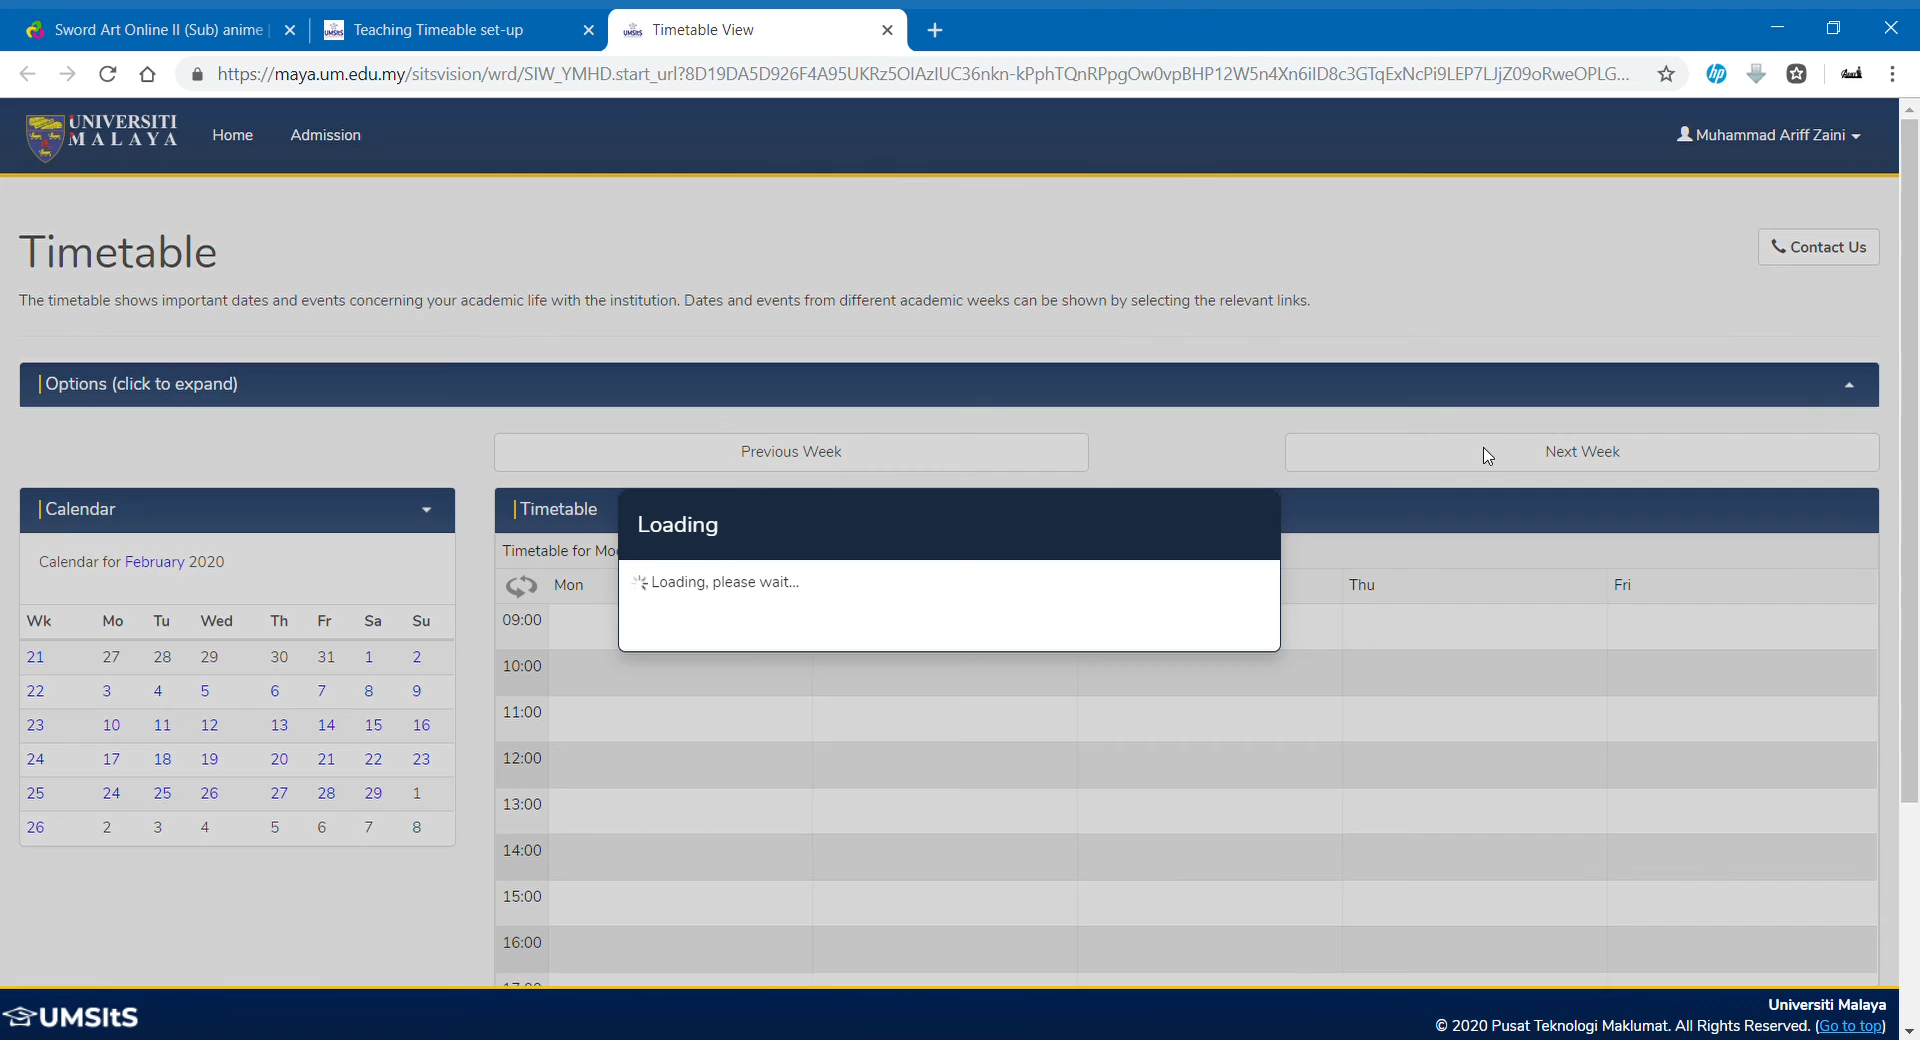 Sword Art Online II (Sub) anime
Teaching Timeable set-up
Timetable View
https://maya.um.edu.my/sitsvision/wrd/SIW_YMHD.start_url?8D19DA5D926F4A95UKRz5OIAzIUC36nkn-kPphTQnRPpgOw0vpBHP12W5n4Xn6iID8c3GTqExNcPi9LEP7LJjZ09oRweOPLG...
hp
UNIVERSITI
MALAYA
Home
Admission
Muhammad Ariff Zaini
Timetable
Contact Us
The timetable shows important dates and events concerning your academic life with the institution. Dates and events from different academic weeks can be shown by selecting the relevant links.
Options (click to expand)
Previous Week
Next Week
Calendar
Calendar for February 2020
Wk Mo Tu Wed Th Fr Sa Su
21 27 28 29 30 31 1 2
22 3 4 5 6 7 8 9
23 10 11 12 13 14 15 16
24 17 18 19 20 21 22 23
25 24 25 26 27 28 29 1
26 2 3 4 5 6 7 8
Timetable
Timetable for
Loading
Loading, please wait...
Mon
Thu
Fri
09:00
10:00
11:00
12:00
13:00
14:00
15:00
16:00
17:00
UMSItS
Universiti Malaya
© 2020 Pusat Teknologi Maklumat. All Rights Reserved. (Go to top)